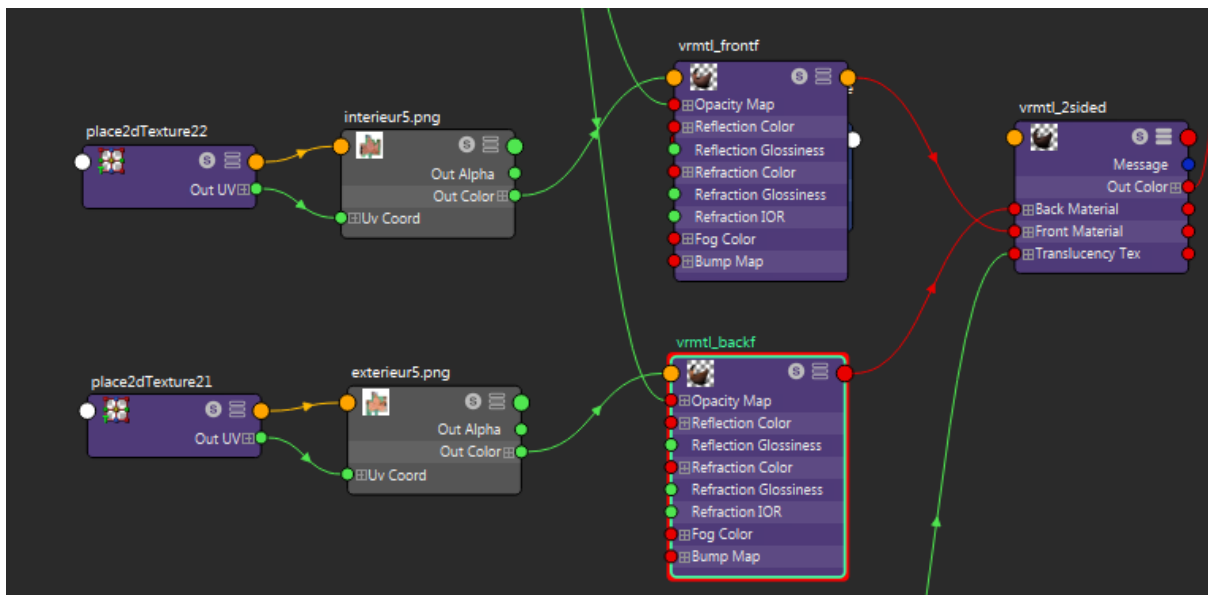 vrmtl_frontf
S
Opacity Map
Reflection Color
Reflection Glossiness
Refraction Color
Refraction Glossiness
Refraction IOR
Fog Color
Bump Map
interieur5.png
S
Out Alpha
Out Color
Uv Coord
place2dTexture22
S
Out UV
vrmtl_2sided
S
Message
Out Color
Back Material
Front Material
Translucency Tex
vrmtl_backf
S
Opacity Map
Reflection Color
Reflection Glossiness
Refraction Color
Refraction Glossiness
Refraction IOR
Fog Color
Bump Map
exterieur5.png
S
Out Alpha
Out Color
Uv Coord
place2dTexture21
S
Out UV